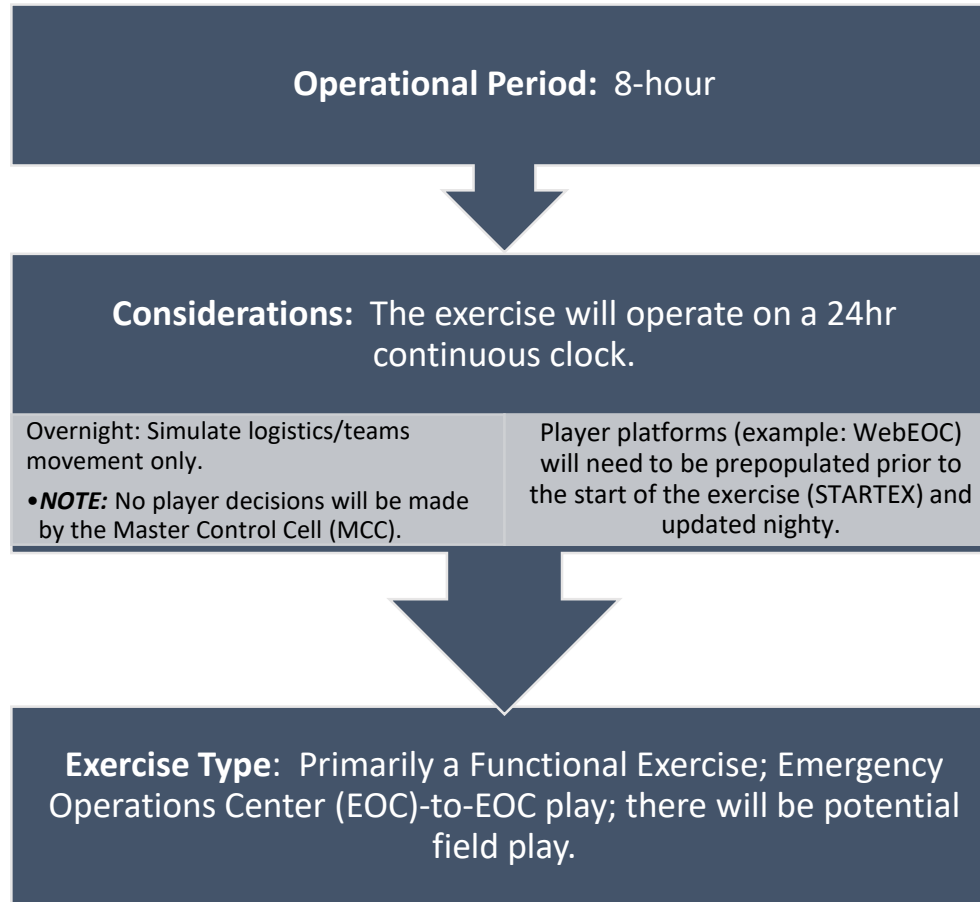 Operational Period: 8-hour
Considerations: The exercise will operate on a 24hr
continuous clock.
Overnight: Simulate logistics/teams
movement only.
•NOTE: No player decisions will be made
by the Master Control Cell (MCC).
Player platforms (example: WebEOC)
will need to be prepopulated prior to
the start of the exercise (STARTEX) and
updated nighty.
Exercise Type: Primarily a Functional Exercise; Emergency
Operations Center (EOC)-to-EOC play; there will be potential
field play.